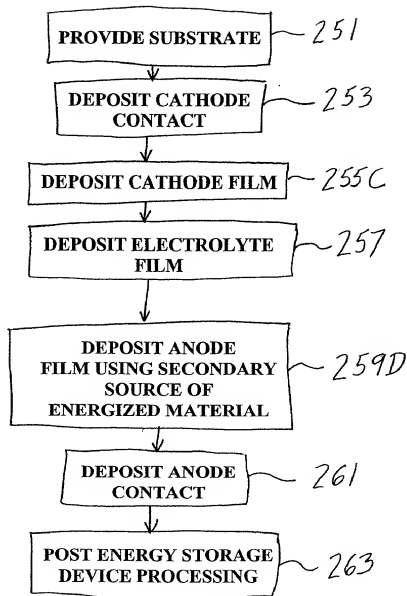 PROVIDE SUBSTRATE 251
DEPOSIT CATHODE
CONTACT
253
DEPOSIT CATHODE FILM 255C
DEPOSIT ELECTROLYTE
FILM
257
DEPOSIT ANODE
FILM USING SECONDARY
SOURCE OF
ENERGIZED MATERIAL
259D
DEPOSIT ANODE
CONTACT
261
POST ENERGY STORAGE
DEVICE PROCESSING
263